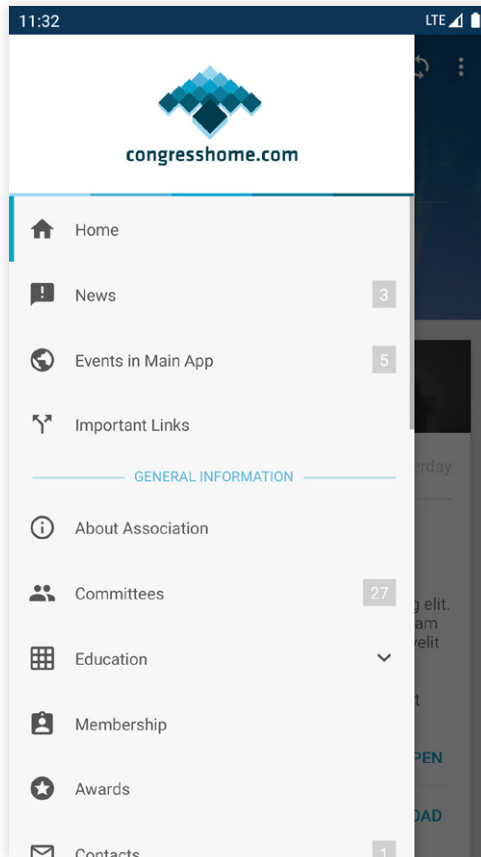 11:32
LTE
congresshome.com
Home
News
3
Events in Main App
5
Important Links
GENERAL INFORMATION
About Association
Committees
27
Education
Membership
Awards
Contacts
1
elit.